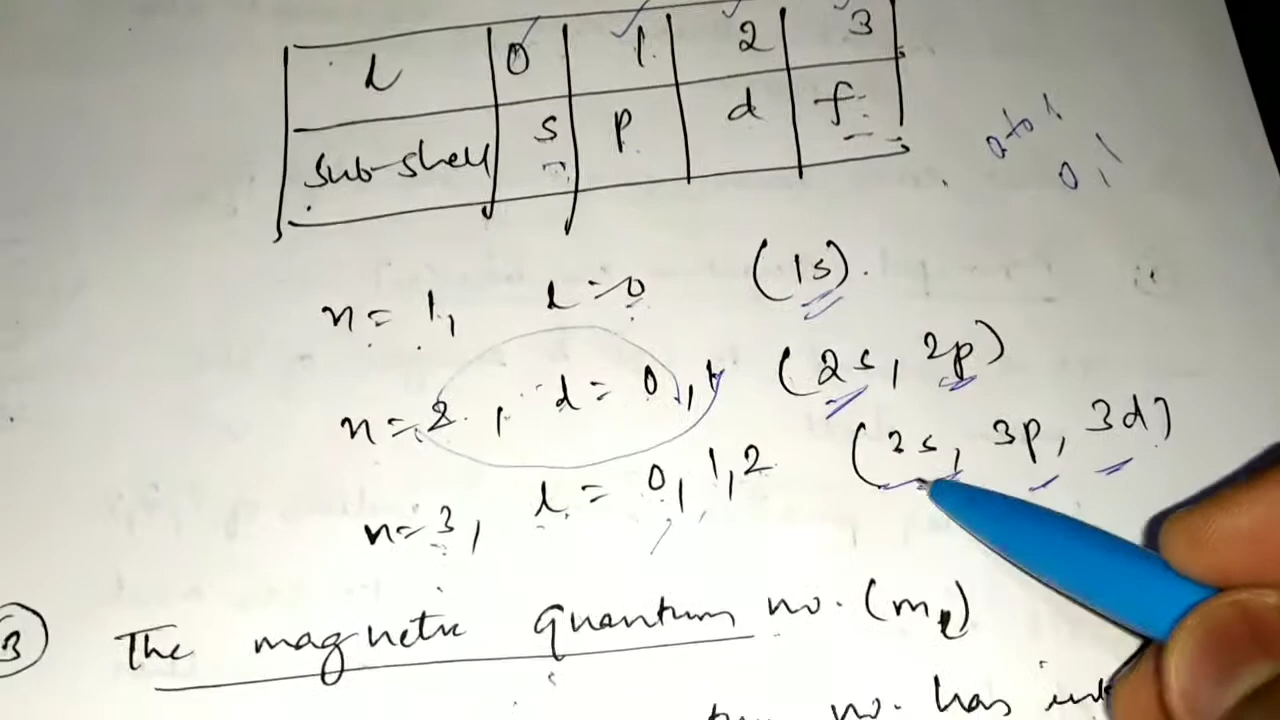 l 0 1 2 3
Sub-shell s p d f
0 to 1
0, 1
n = 1, l = 0 (1s).
n = 2, l = 0, 1 (2s, 2p)
n = 3, l = 0, 1, 2 (3s, 3p, 3d)
3 The magnetic quantum no. (ml)
no. has